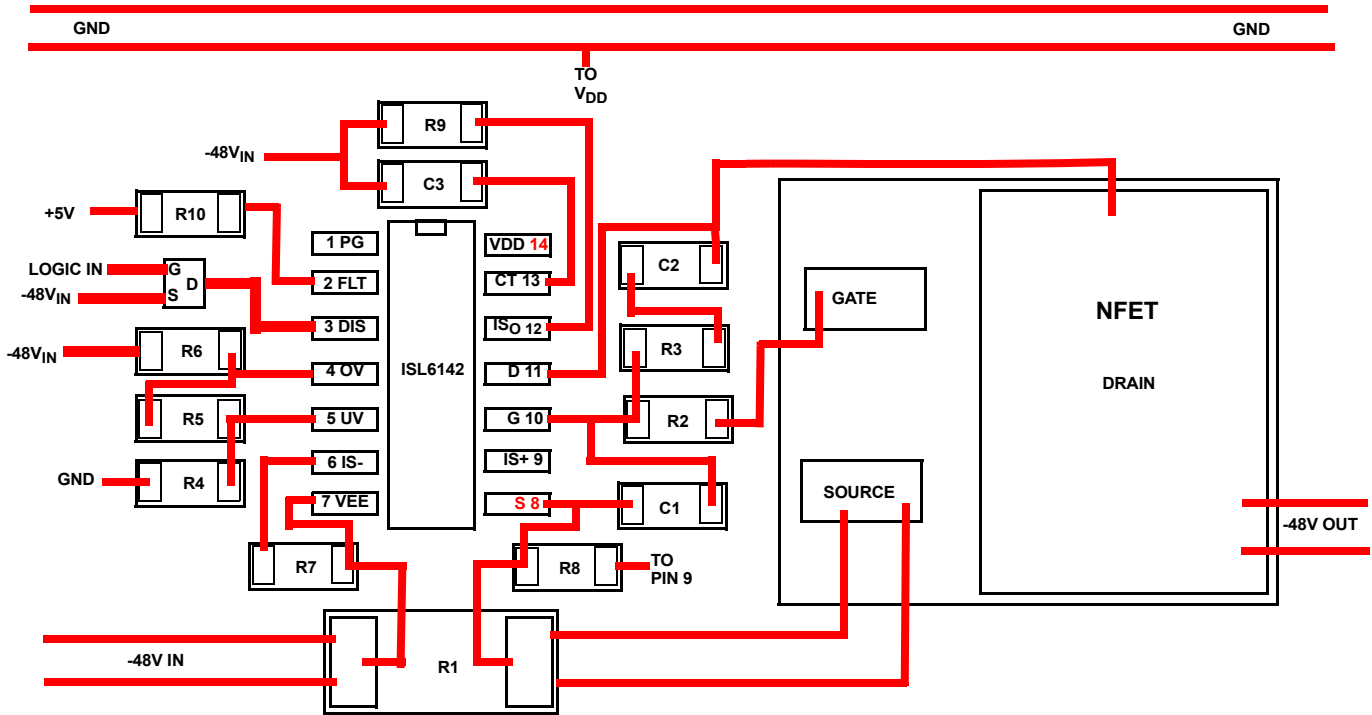 GND
GND
TO
VDD
R9
-48VIN
C3
+5V
R10
1 PG
VDD 14
C2
LOGIC IN
G
D
S
-48VIN
2 FLT
CT 13
GATE
NFET
3 DIS
ISO 12
-48VIN
R6
R3
4 OV
ISL6142
D 11
DRAIN
R5
5 UV
G 10
R2
6 IS-
IS+ 9
GND
R4
SOURCE
7 VEE
S 8
C1
-48V OUT
R7
R8
TO
PIN 9
-48V IN
R1